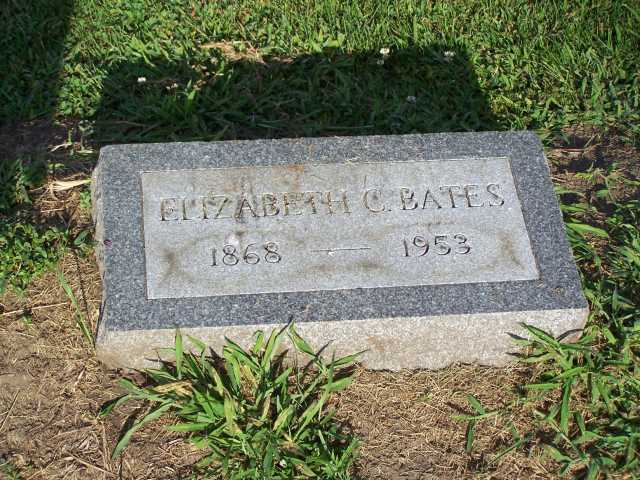 ELIZABETH C. BATES
1868 — 1953